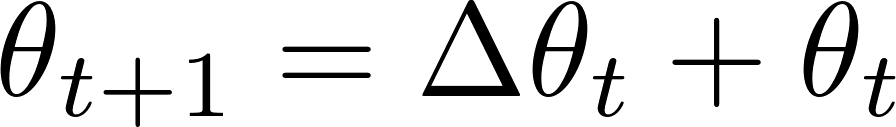 θ_{t+1} = Δθ_t + θ_t